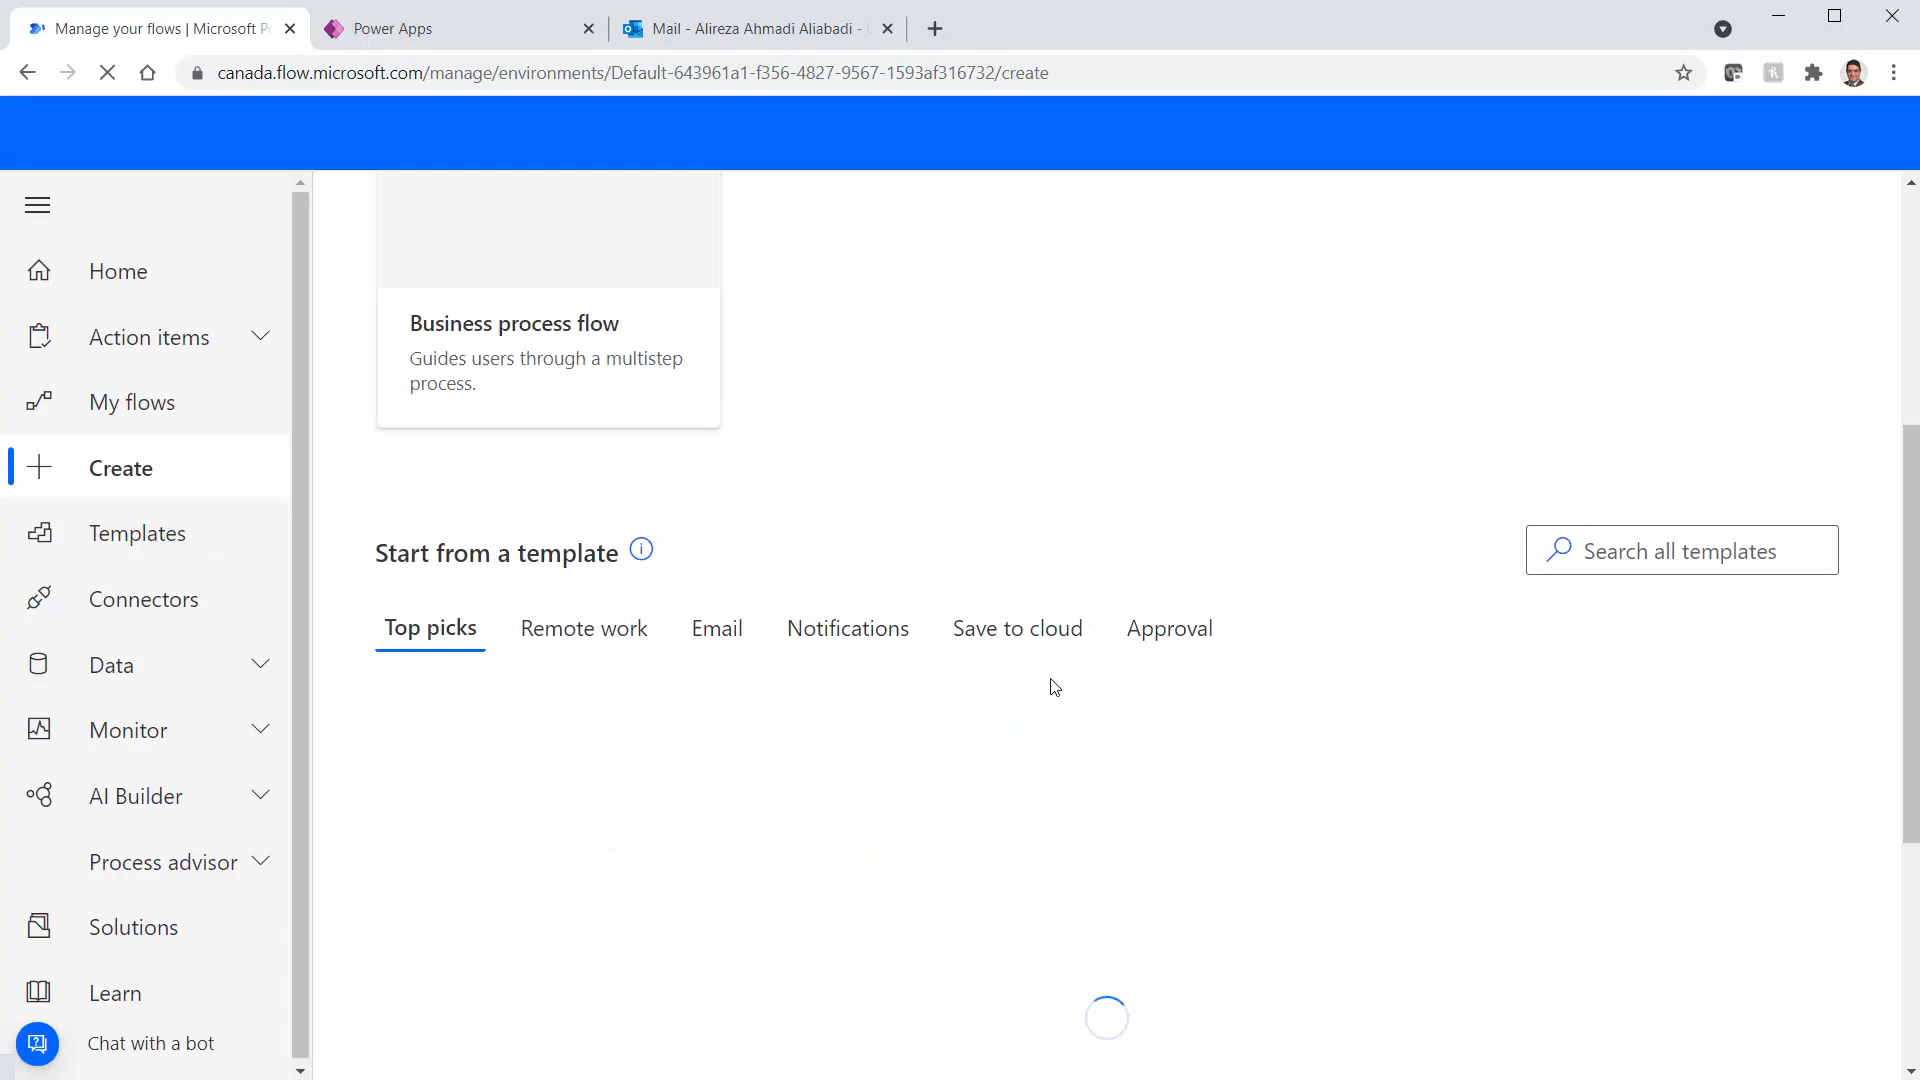 Manage your flows | Microsoft P
Power Apps
Mail - Alireza Ahmadi Aliabadi -
canada.flow.microsoft.com/manage/environments/Default-643961a1-f356-4827-9567-1593af316732/create
Home
Action items
My flows
Create
Templates
Connectors
Data
Monitor
AI Builder
Process advisor
Solutions
Learn
Chat with a bot
Business process flow
Guides users through a multistep
process.
Start from a template
Search all templates
Top picks
Remote work
Email
Notifications
Save to cloud
Approval